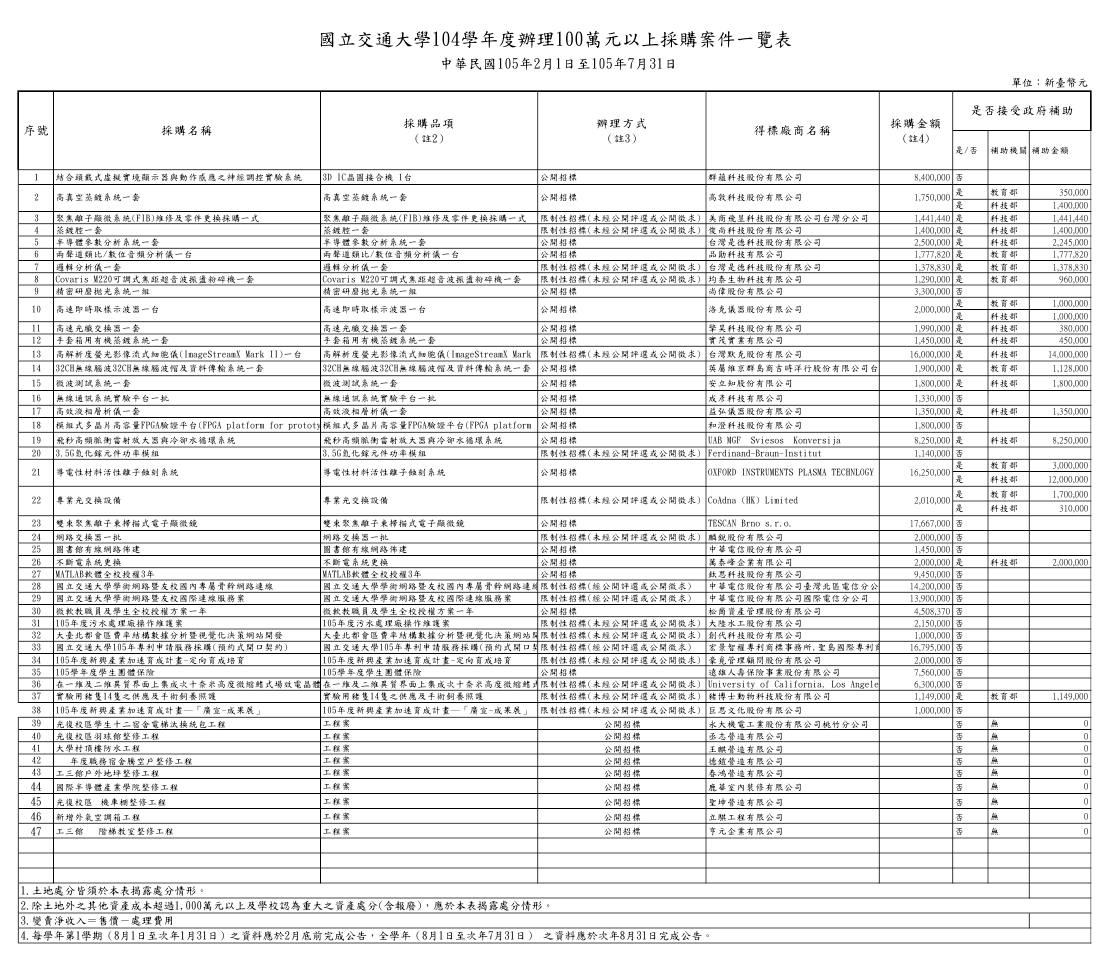 國立交通大學104學年度辦理100萬元以上採購案件一覽表
中華民國105年2月1日至105年7月31日
單位：新臺幣元
序號 採購名稱 採購品項（註2） 辦理方式（註3） 得標廠商名稱 採購金額（註4） 是否接受政府補助
是/否 補助機關 補助金額
1 結合頭戴式虛擬實境顯示器與動作感應之神經調控實驗系統 3D IC晶圓接合機 1台 公開招標 群蘊科技股份有限公司 8,400,000 否
2 高真空蒸鍍系統一套 高真空蒸鍍系統一套 公開招標 高敦科技股份有限公司 1,750,000 是 教育部 350,000
是 科技部 1,400,000
3 聚焦離子顯微系統(FIB)維修及零件更換採購一式 聚焦離子顯微系統(FIB)維修及零件更換採購一式 限制性招標(未經公開評選或公開徵求) 美商飛昱科技股份有限公司台灣分公司 1,441,440 是 科技部 1,441,440
4 蒸鍍腔一套 蒸鍍腔一套 限制性招標(未經公開評選或公開徵求) 俊尚科技股份有限公司 1,400,000 是 科技部 1,400,000
5 半導體參數分析系統一套 半導體參數分析系統一套 公開招標 台灣是德科技股份有限公司 2,500,000 是 科技部 2,245,000
6 兩聲道類比/數位音頻分析儀一台 兩聲道類比/數位音頻分析儀一台 公開招標 品勛科技有限公司 1,777,820 是 科技部 1,777,820
7 邏輯分析儀一套 邏輯分析儀一套 限制性招標(未經公開評選或公開徵求) 台灣是德科技股份有限公司 1,378,830 是 科技部 1,378,830
8 Covaris M220可調式焦距超音波振盪粉碎機一套 Covaris M220可調式焦距超音波振盪粉碎機一套 限制性招標(未經公開評選或公開徵求) 均泰生物科技有限公司 1,290,000 是 教育部 960,000
9 精密研磨拋光系統一組 精密研磨拋光系統一組 公開招標 尚偉股份有限公司 3,300,000 否
10 高速即時取樣示波器一台 高速即時取樣示波器一台 公開招標 洛克儀器股份有限公司 2,000,000 是 教育部 1,000,000
是 科技部 1,000,000
11 高速光纖交換器一套 高速光纖交換器一套 公開招標 擎昊科技股份有限公司 1,990,000 是 科技部 380,000
12 手套箱用有機蒸鍍系統一套 手套箱用有機蒸鍍系統一套 公開招標 實茂實業有限公司 1,450,000 是 科技部 450,000
13 高解析度螢光影像流式細胞儀(ImageStreamX Mark II)一台 高解析度螢光影像流式細胞儀(ImageStreamX Mark 限制性招標(未經公開評選或公開徵求) 台灣默克股份有限公司 16,000,000 是 科技部 14,000,000
14 32CH無線腦波32CH無線腦波帽及資料傳輸系統一套 32CH無線腦波32CH無線腦波帽及資料傳輸系統一套 公開招標 英屬維京群島商吉時洋行股份有限公司台 1,900,000 是 教育部 1,128,000
15 微波測試系統一套 微波測試系統一套 公開招標 安立知股份有限公司 1,800,000 是 科技部 1,800,000
16 無線通訊系統實驗平台一批 無線通訊系統實驗平台一批 公開招標 成彥科技有限公司 1,330,000 否
17 高效液相層析儀一套 高效液相層析儀一套 公開招標 益弘儀器股份有限公司 1,350,000 是 科技部 1,350,000
18 模組式多晶片高容量FPGA驗證平台(FPGA platform for prototy 模組式多晶片高容量FPGA驗證平台(FPGA platform 公開招標 和澄科技股份有限公司 1,800,000 否
19 飛秒高頻脈衝雷射放大器與冷卻水循環系統 飛秒高頻脈衝雷射放大器與冷卻水循環系統 公開招標 UAB MGF Sviesos Konversija 8,250,000 是 科技部 8,250,000
20 3.5G氮化鎵元件功率模組 3.5G氮化鎵元件功率模組 限制性招標(未經公開評選或公開徵求) Ferdinand-Braun-Institut 1,140,000 否
21 導電性材料活性離子蝕刻系統 導電性材料活性離子蝕刻系統 公開招標 OXFORD INSTRUMENTS PLASMA TECHNLOGY 16,250,000 是 教育部 3,000,000
是 科技部 12,000,000
22 專業光交換設備 專業光交換設備 限制性招標(未經公開評選或公開徵求) CoAdna (HK) Limited 2,010,000 是 教育部 1,700,000
是 科技部 310,000
23 雙束聚焦離子束掃描式電子顯微鏡 雙束聚焦離子束掃描式電子顯微鏡 公開招標 TESCAN Brno s.r.o. 17,667,000 否
24 網路交換器一批 網路交換器一批 限制性招標(未經公開評選或公開徵求) 麟銳股份有限公司 2,000,000 否
25 圖書館有線網路佈建 圖書館有線網路佈建 公開招標 中華電信股份有限公司 1,450,000 否
26 不斷電系統更換 不斷電系統更換 公開招標 萬泰峰企業有限公司 2,000,000 是 科技部 2,000,000
27 MATLAB軟體全校授權3年 MATLAB軟體全校授權3年 公開招標 鈦思科技股份有限公司 9,450,000 否
28 國立交通大學學術網路暨友校國內專屬骨幹網路連線 國立交通大學學術網路暨友校國內專屬骨幹網路連線 限制性招標(經公開評選或公開徵求) 中華電信股份有限公司臺灣北區電信分公 14,200,000 否
29 國立交通大學學術網路暨友校國際連線服務案 國立交通大學學術網路暨友校國際連線服務案 限制性招標(經公開評選或公開徵求) 中華電信股份有限公司國際電信分公司 13,900,000 否
30 微軟教職員及學生全校授權方案一年 微軟教職員及學生全校授權方案一年 公開招標 松崗資產管理股份有限公司 4,508,370 否
31 105年度污水處理廠操作維護案 105年度污水處理廠操作維護案 限制性招標(未經公開評選或公開徵求) 大陸水工股份有限公司 2,150,000 否
32 大臺北都會區費率結構數據分析暨視覺化決策網站開發 大臺北都會區費率結構數據分析暨視覺化決策網站開 限制性招標(未經公開評選或公開徵求) 創代科技股份有限公司 1,000,000 否
33 國立交通大學105年專利申請服務採購(預約式開口契約) 國立交通大學105年專利申請服務採購(預約式開口契 限制性招標(未經公開評選或公開徵求) 宏景智權專利商標事務所,聖島國際專利商 16,795,000 否
34 105年度新興產業加速育成計畫-定向育成培育 105年度新興產業加速育成計畫-定向育成培育 限制性招標(未經公開評選或公開徵求) 豪竟管理顧問股份有限公司 2,000,000 否
35 105學年度學生團體保險 105學年度學生團體保險 公開招標 遠雄人壽保險事業股份有限公司 7,560,000 否
36 在一維及二維異質界面上集成次十奈米高度微縮鰭式場效電晶體 在一維及二維異質界面上集成次十奈米高度微縮鰭式 限制性招標(未經公開評選或公開徵求) University of California, Los Angele 6,300,000 否
37 實驗用豬隻14隻之供應及手術飼養照護 實驗用豬隻14隻之供應及手術飼養照護 限制性招標(未經公開評選或公開徵求) 豬博士動物科技股份有限公司 1,149,000 是 教育部 1,149,000
38 105年度新興產業加速育成計畫—「廣宣-成果展」 105年度新興產業加速育成計畫—「廣宣-成果展」 限制性招標(未經公開評選或公開徵求) 巨思文化股份有限公司 1,000,000 否
39 光復校區學生十二宿舍電梯汰換統包工程 工程案 公開招標 永大機電工業股份有限公司桃竹分公司 否 無 0
40 光復校區羽球館整修工程 工程案 公開招標 丞志營造有限公司 否 無 0
41 大學村頂樓防水工程 工程案 公開招標 王麒營造有限公司 否 無 0
42 年度職務宿舍騰空戶整修工程 工程案 公開招標 德鎧營造有限公司 否 無 0
43 工三館戶外地坪整修工程 工程案 公開招標 春鴻營造有限公司 否 無 0
44 國際半導體產業學院整修工程 工程案 公開招標 鹿華室內裝修有限公司 否 無 0
45 光復校區 機車棚整修工程 工程案 公開招標 聖坤營造有限公司 否 無 0
46 新增外氣空調箱工程 工程案 公開招標 立騏工程有限公司 否 無 0
47 工三館 階梯教室整修工程 工程案 公開招標 亨元企業有限公司 否 無 0
1.土地處分皆須於本表揭露處分情形。
2.除土地外之其他資產成本超過1,000萬元以上及學校認為重大之資產處分(含報廢)，應於本表揭露處分情形。
3.變賣淨收入＝售價－處理費用
4.每學年第1學期（8月1日至次年1月31日）之資料應於2月底前完成公告，全學年（8月1日至次年7月31日） 之資料應於次年8月31日完成公告。